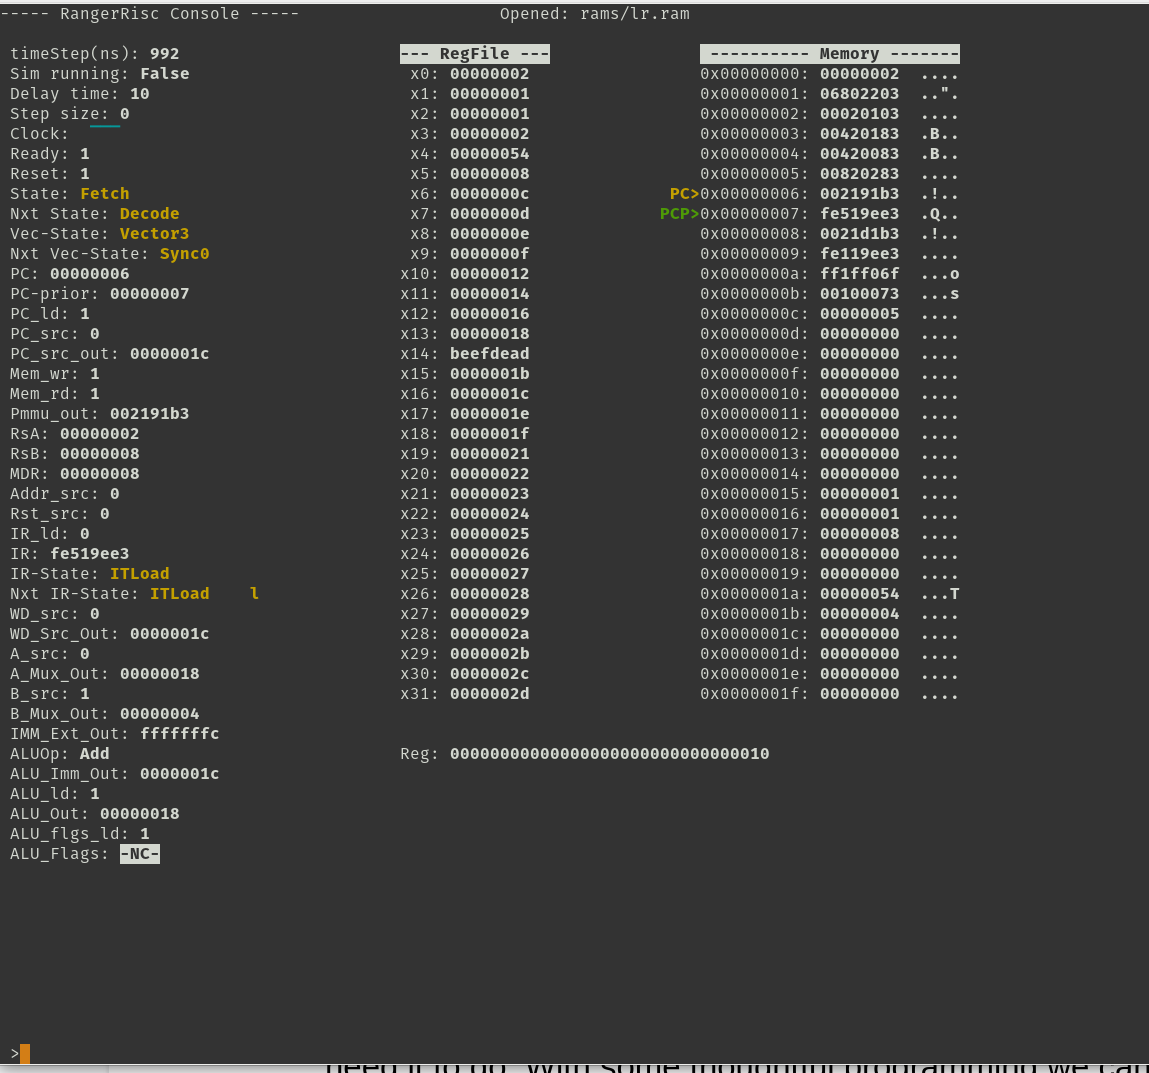 ----- RangerRisc Console ----- Opened: rams/lr.ram
timeStep(ns): 992 --- RegFile --- ---------- Memory -------
Sim running: False x0: 00000002 0x00000000: 00000002 ....
Delay time: 10 x1: 00000001 0x00000001: 06802203 ..".
Step size: 0 x2: 00000001 0x00000002: 00020103 ....
Clock: x3: 00000002 0x00000003: 00420183 .B..
Ready: 1 x4: 00000054 0x00000004: 00420083 .B..
Reset: 1 x5: 00000008 0x00000005: 00820283 ....
State: Fetch x6: 0000000c PC>0x00000006: 002191b3 .!..
Nxt State: Decode x7: 0000000d PCP>0x00000007: fe519ee3 .Q..
Vec-State: Vector3 x8: 0000000e 0x00000008: 0021d1b3 .!..
Nxt Vec-State: Sync0 x9: 0000000f 0x00000009: fe119ee3 ....
PC: 00000006 x10: 00000012 0x0000000a: ff1ff06f ...o
PC-prior: 00000007 x11: 00000014 0x0000000b: 00100073 ...s
PC_ld: 1 x12: 00000016 0x0000000c: 00000005 ....
PC_src: 0 x13: 00000018 0x0000000d: 00000000 ....
PC_src_out: 0000001c x14: beefdead 0x0000000e: 00000000 ....
Mem_wr: 1 x15: 0000001b 0x0000000f: 00000000 ....
Mem_rd: 1 x16: 0000001c 0x00000010: 00000000 ....
Pmmu_out: 002191b3 x17: 0000001e 0x00000011: 00000000 ....
RsA: 00000002 x18: 0000001f 0x00000012: 00000000 ....
RsB: 00000008 x19: 00000021 0x00000013: 00000000 ....
MDR: 00000008 x20: 00000022 0x00000014: 00000000 ....
Addr_src: 0 x21: 00000023 0x00000015: 00000001 ....
Rst_src: 0 x22: 00000024 0x00000016: 00000001 ....
IR_ld: 0 x23: 00000025 0x00000017: 00000008 ....
IR: fe519ee3 x24: 00000026 0x00000018: 00000000 ....
IR-State: ITLoad x25: 00000027 0x00000019: 00000000 ....
Nxt IR-State: ITLoad l x26: 00000028 0x0000001a: 00000054 ...T
WD_src: 0 x27: 00000029 0x0000001b: 00000004 ....
WD_Src_Out: 0000001c x28: 0000002a 0x0000001c: 00000000 ....
A_src: 0 x29: 0000002b 0x0000001d: 00000000 ....
A_Mux_Out: 00000018 x30: 0000002c 0x0000001e: 00000000 ....
B_src: 1 x31: 0000002d 0x0000001f: 00000000 ....
B_Mux_Out: 00000004
IMM_Ext_Out: fffffffc
ALUOp: Add Reg: 00000000000000000000000000000010
ALU_Imm_Out: 0000001c
ALU_ld: 1
ALU_Out: 00000018
ALU_flgs_ld: 1
ALU_Flags: -NC-
>
need it to do. With some thoughtful programming we can